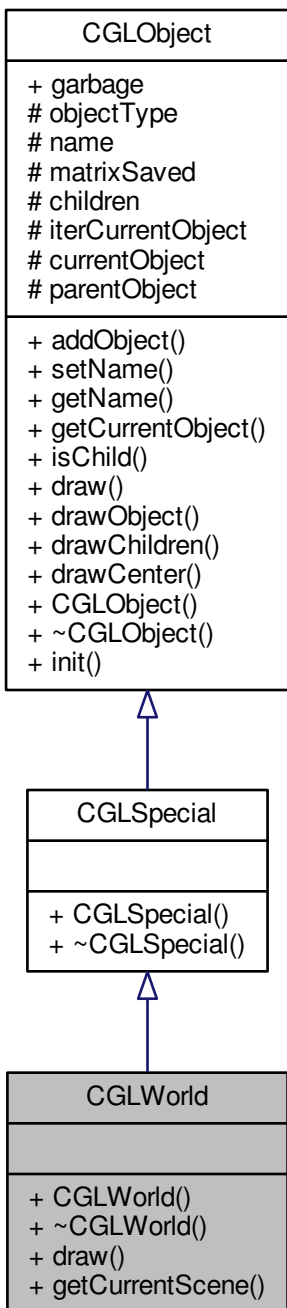 CGLObject
+ garbage
# objectType
# name
# matrixSaved
# children
# iterCurrentObject
# currentObject
# parentObject
+ addObject()
+ setName()
+ getName()
+ getCurrentObject()
+ isChild()
+ draw()
+ drawObject()
+ drawChildren()
+ drawCenter()
+ CGLObject()
+ ~CGLObject()
+ init()
CGLSpecial
+ CGLSpecial()
+ ~CGLSpecial()
CGLWorld
+ CGLWorld()
+ ~CGLWorld()
+ draw()
+ getCurrentScene()